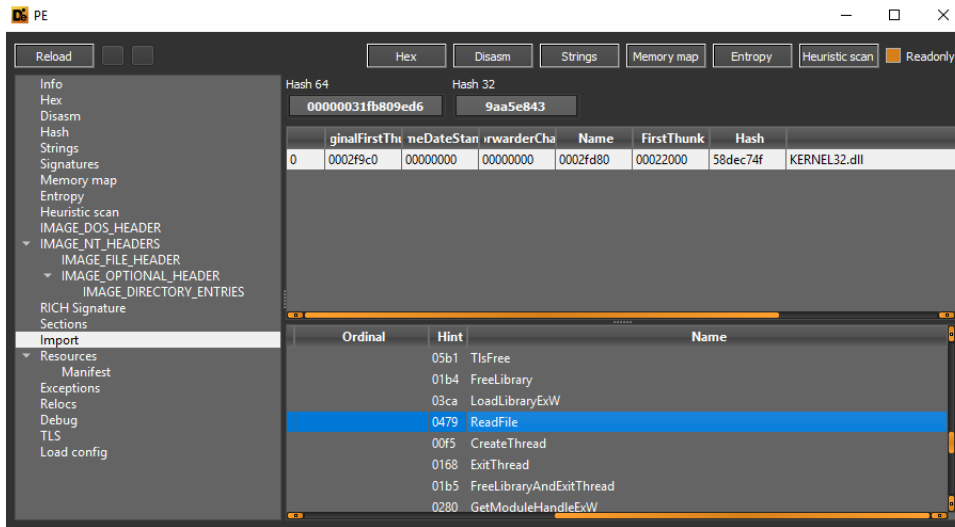 PE
Reload Hex Disasm Strings Memory map Entropy Heuristic scan Readonly
Info
Hex
Disasm
Hash
Strings
Signatures
Memory map
Entropy
Heuristic scan
IMAGE_DOS_HEADER
IMAGE_NT_HEADERS
IMAGE_FILE_HEADER
IMAGE_OPTIONAL_HEADER
IMAGE_DIRECTORY_ENTRIES
RICH Signature
Sections
Import
Resources
Manifest
Exceptions
Relocs
Debug
TLS
Load config
Hash 64 Hash 32
00000031fb809ed6 9aa5e843
ginalFirstThu neDateStan rwarderCha Name FirstThunk Hash
0 0002f9c0 00000000 00000000 0002fd80 00022000 58dec74f KERNEL32.dll
Ordinal Hint Name
05b1 TlsFree
01b4 FreeLibrary
03ca LoadLibraryExW
0479 ReadFile
00f5 CreateThread
0168 ExitThread
01b5 FreeLibraryAndExitThread
0280 GetModuleHandleExW